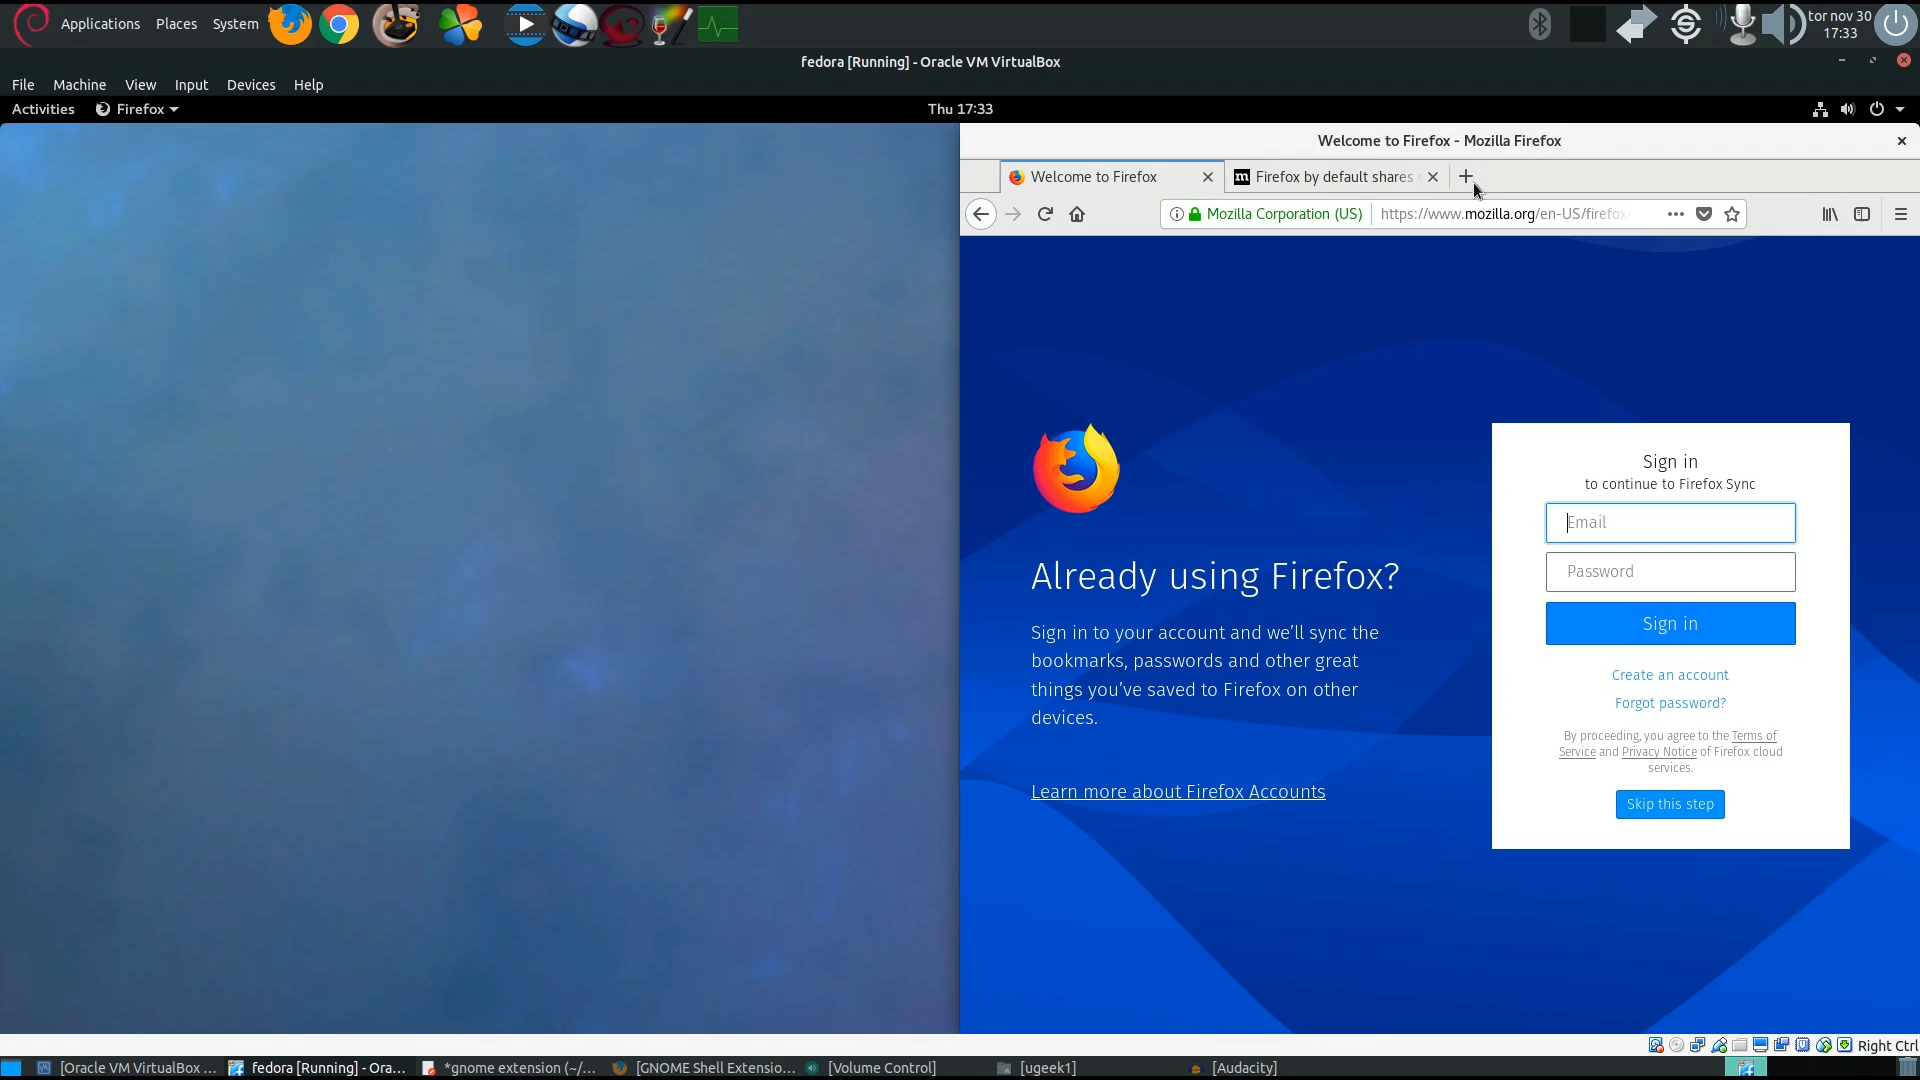 Applications Places System
tor nov 30
17:33
fedora [Running] - Oracle VM VirtualBox
File Machine View Input Devices Help
Activities Firefox Thu 17:33
Welcome to Firefox - Mozilla Firefox
Welcome to Firefox Firefox by default shares
Mozilla Corporation (US) https://www.mozilla.org/en-US/firefox
Sign in
to continue to Firefox Sync
Email
Password
Sign in
Create an account
Forgot password?
By proceeding, you agree to the Terms of
Service and Privacy Notice of Firefox cloud
services.
Skip this step
Already using Firefox?
Sign in to your account and we’ll sync the
bookmarks, passwords and other great
things you’ve saved to Firefox on other
devices.
Learn more about Firefox Accounts
Right Ctrl
[Oracle VM VirtualBox ... fedora [Running] - Ora... *gnome extension (~/... [GNOME Shell Extensio... [Volume Control] [ugeek1] [Audacity]